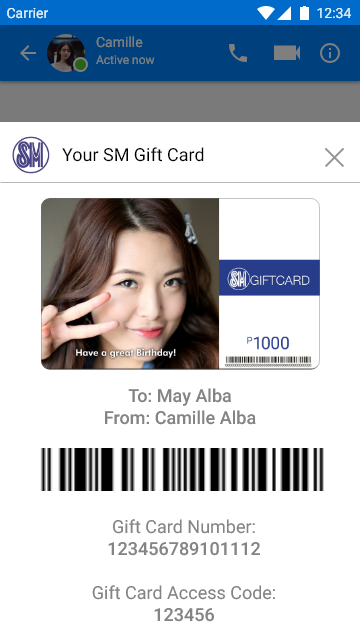 Carrier
12:34
Camille
Active now
SM
Your SM Gift Card
SM GIFTCARD
₱1000
Have a great Birthday!
To: May Alba
From: Camille Alba
Gift Card Number:
123456789101112
Gift Card Access Code:
123456